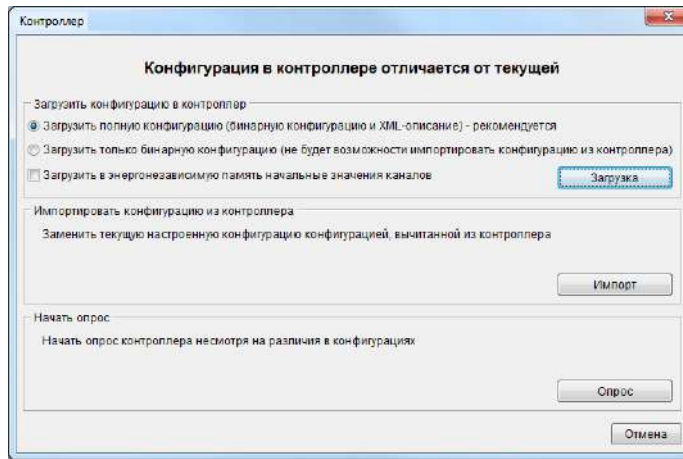 Контроллер
Конфигурация в контроллере отличается от текущей
Загрузить конфигурацию в контроллер
Загрузить полную конфигурацию (бинарную конфигурацию и XML-описание) - рекомендуется
Загрузить только бинарную конфигурацию (не будет возможности импортировать конфигурацию из контроллера)
Загрузить в энергонезависимую память начальные значения каналов
Загрузка
Импортировать конфигурацию из контроллера
Заменить текущую настроенную конфигурацию конфигурацией, вычитанной из контроллера
Импорт
Начать опрос
Начать опрос контроллера несмотря на различия в конфигурациях
Опрос
Отмена